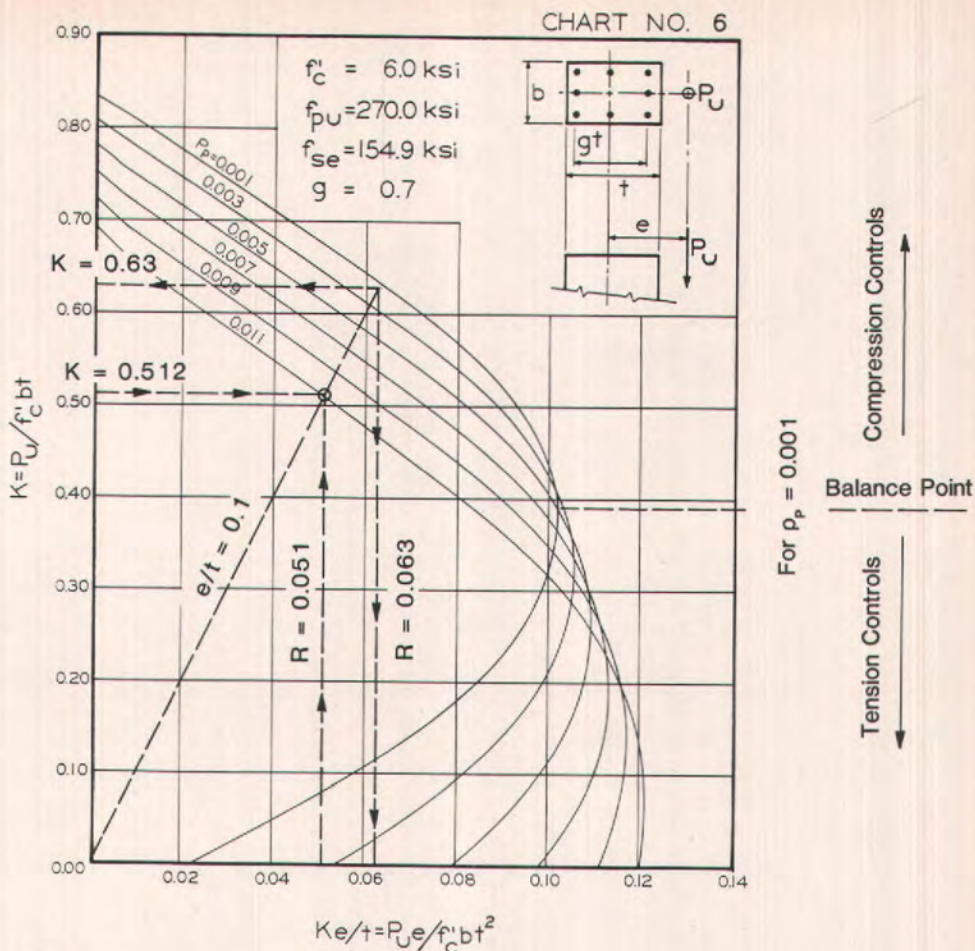 CHART NO. 6
f'c = 6.0 ksi
fpu = 270.0 ksi
fse = 154.9 ksi
g = 0.7
b
gt
t
e
Pu
Pu
0.90
0.80
0.70
0.60
0.50
0.40
0.30
0.20
0.10
0.00
K = Pu/f'c bt
Pp=0.001
0.003
0.005
0.007
0.009
0.011
K = 0.63
K = 0.512
e/t = 0.1
R = 0.051
R = 0.063
0.02
0.04
0.06
0.08
0.10
0.12
0.14
Ke/t = Pu e/f'c bt²
For ρP = 0.001
Compression Controls
Balance Point
Tension Controls